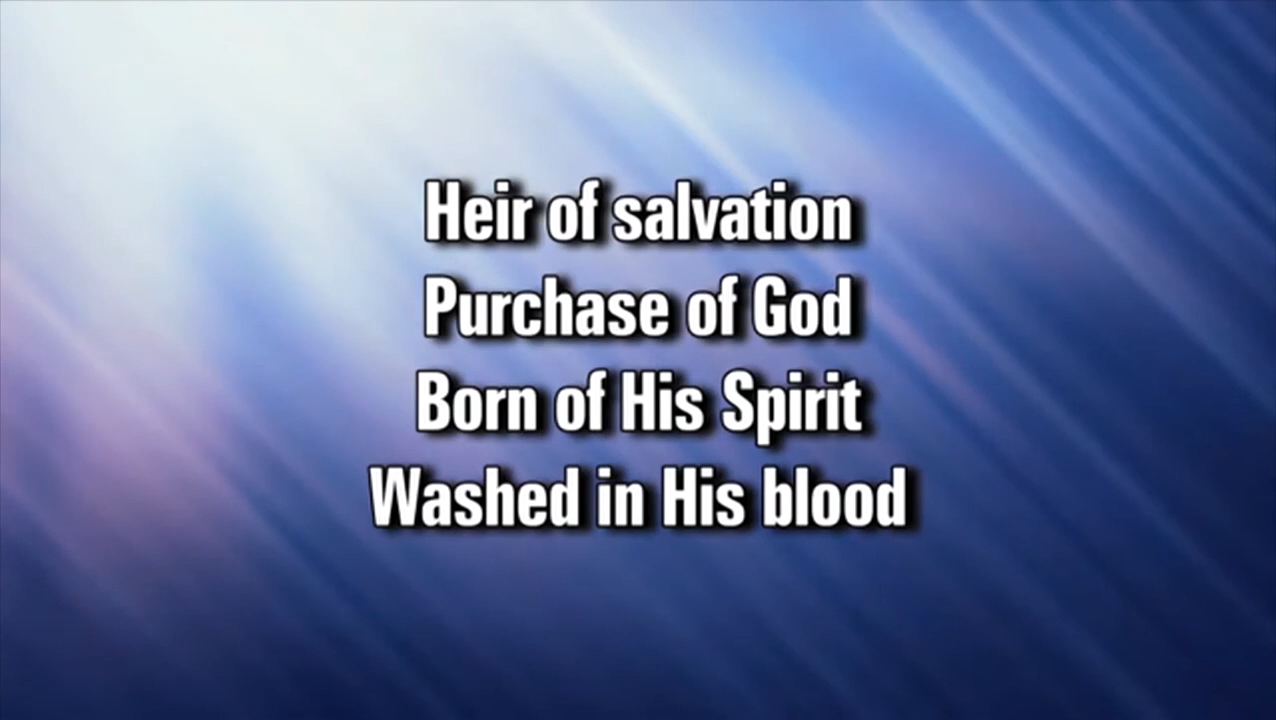 Heir of salvation
Purchase of God
Born of His Spirit
Washed in His blood